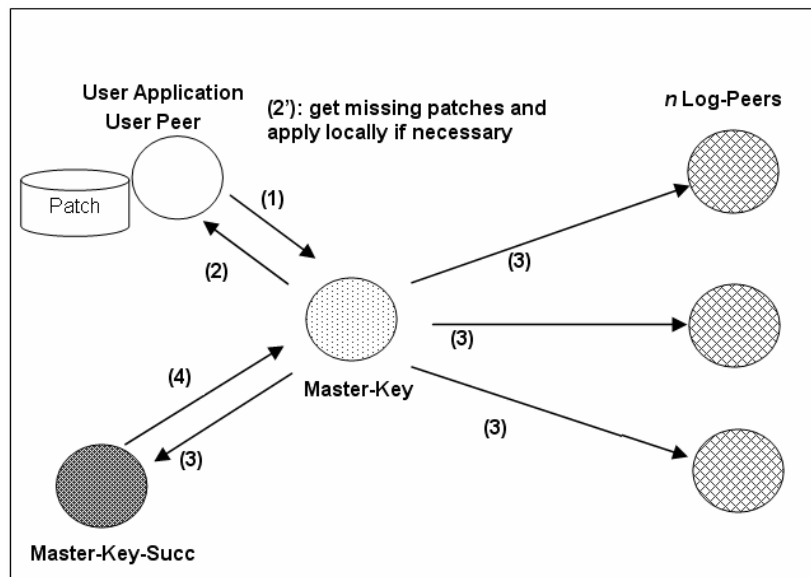 User Application
User Peer
(2'): get missing patches and
apply locally if necessary
n Log-Peers
Patch
(1)
(2)
(3)
(3)
(4)
Master-Key
(3)
(3)
Master-Key-Succ